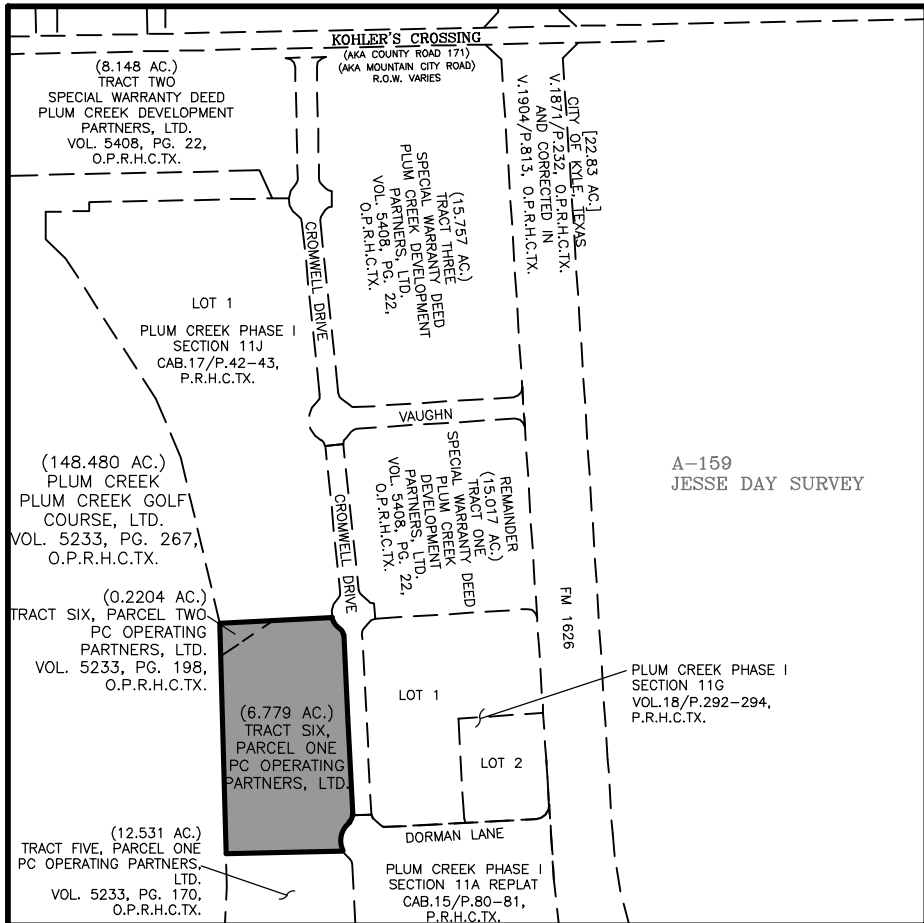 KOHLER'S CROSSING
(AKA COUNTY ROAD 171)
(AKA MOUNTAIN CITY ROAD)
R.O.W. VARIES
(8.148 AC.)
TRACT TWO
SPECIAL WARRANTY DEED
PLUM CREEK DEVELOPMENT
PARTNERS, LTD.
VOL. 5408, PG. 22,
O.P.R.H.C.TX.
[22.83 AC.]
CITY OF KYLE, TEXAS
V.1871/P.232, O.P.R.H.C.TX.
AND CORRECTED IN
V.1904/P.813, O.P.R.H.C.TX.
(15.757 AC.)
TRACT THREE
SPECIAL WARRANTY DEED
PLUM CREEK DEVELOPMENT
PARTNERS, LTD.
VOL. 5408, PG. 22,
O.P.R.H.C.TX.
CROMWELL DRIVE
LOT 1
PLUM CREEK PHASE I
SECTION 11J
CAB.17/P.42-43,
P.R.H.C.TX.
VAUGHN
(148.480 AC.)
PLUM CREEK
PLUM CREEK GOLF
COURSE, LTD.
VOL. 5233, PG. 267,
O.P.R.H.C.TX.
REMAINDER
(15.017 AC.)
TRACT ONE
SPECIAL WARRANTY DEED
PLUM CREEK
DEVELOPMENT
PARTNERS, LTD.
VOL. 5408, PG. 22,
O.P.R.H.C.TX.
CROMWELL DRIVE
A-159
JESSE DAY SURVEY
FM 1626
(0.2204 AC.)
TRACT SIX, PARCEL TWO
PC OPERATING
PARTNERS, LTD.
VOL. 5233, PG. 198,
O.P.R.H.C.TX.
(6.779 AC.)
TRACT SIX,
PARCEL ONE
PC OPERATING
PARTNERS, LTD.
LOT 1
PLUM CREEK PHASE I
SECTION 11G
VOL.18/P.292-294,
P.R.H.C.TX.
LOT 2
DORMAN LANE
(12.531 AC.)
TRACT FIVE, PARCEL ONE
PC OPERATING PARTNERS,
LTD.
VOL. 5233, PG. 170,
O.P.R.H.C.TX.
PLUM CREEK PHASE I
SECTION 11A REPLAT
CAB.15/P.80-81,
P.R.H.C.TX.